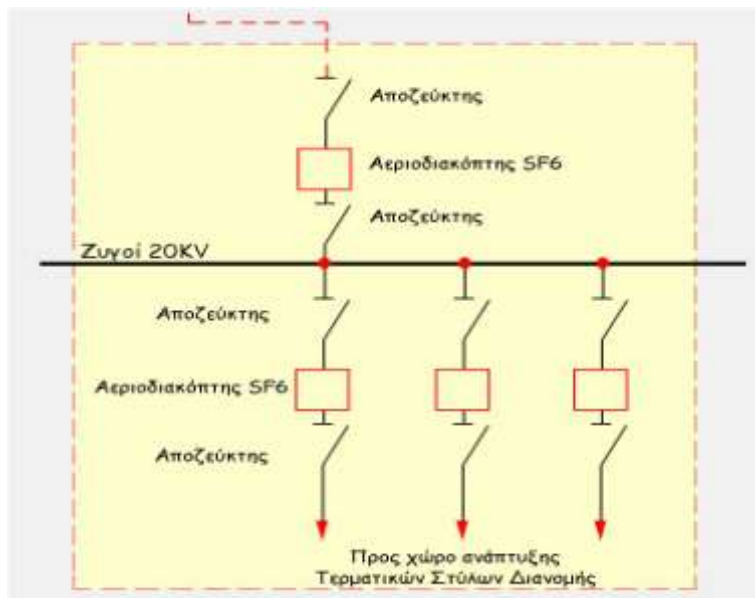 Αποζεύκτης
Αεριοδιακόπτης SF6
Αποζεύκτης
Ζυγοί 20KV
Αποζεύκτης
Αεριοδιακόπτης SF6
Αποζεύκτης
Προς χώρο ανάπτυξης
Τερματικών Στύλων Διανομής